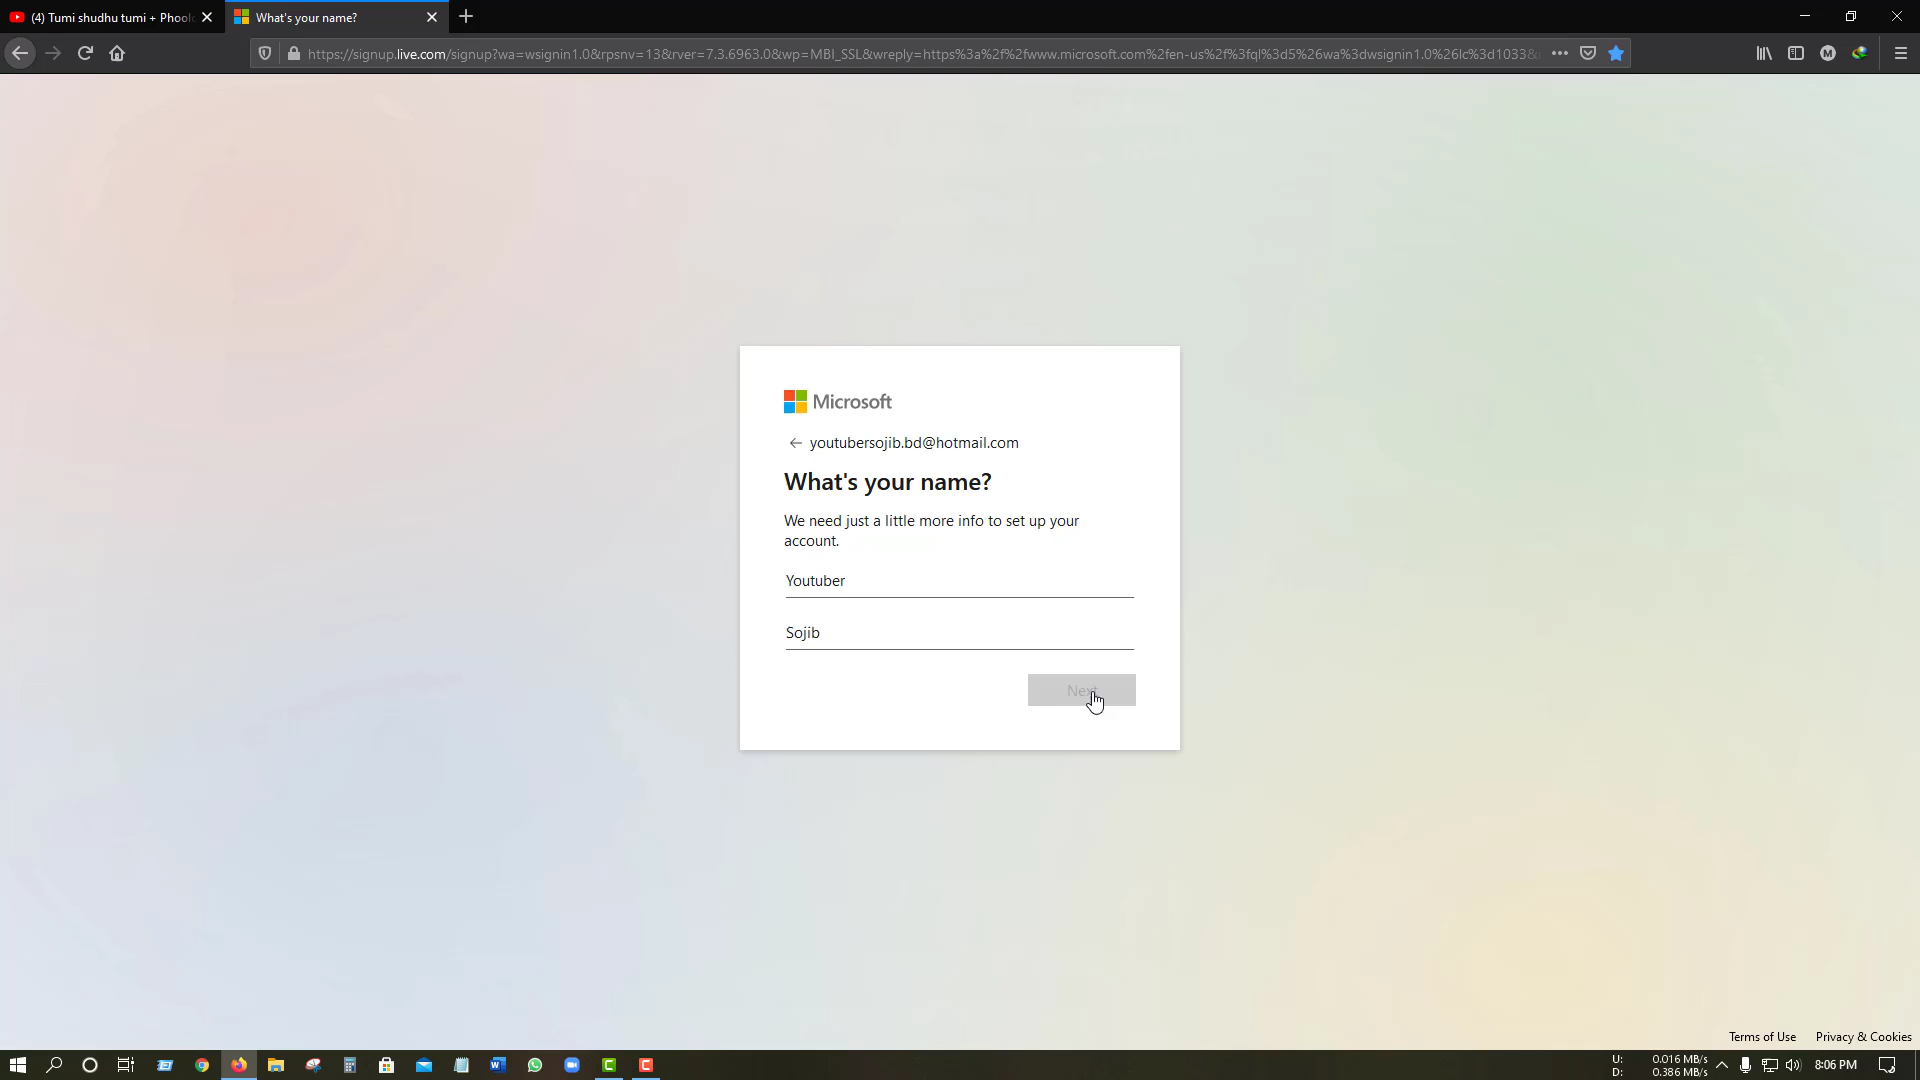 (4) Tumi shudhu tumi + Phool
What's your name?
https://signup.live.com/signup?wa=wsignin1.0&rpsnv=13&rver=7.3.6963.0&wp=MBI_SSL&wreply=https%3a%2f%2fwww.microsoft.com%2fen-us%2f%3fql%3d5%26wa%3dwsignin1.0%26lc%3d1033&
M
Microsoft
← youtubersojib.bd@hotmail.com
What's your name?
We need just a little more info to set up your
account.
Youtuber
Sojib
Next
Terms of Use Privacy & Cookies
U: 0.016 MB/s
D: 0.386 MB/s
8:06 PM